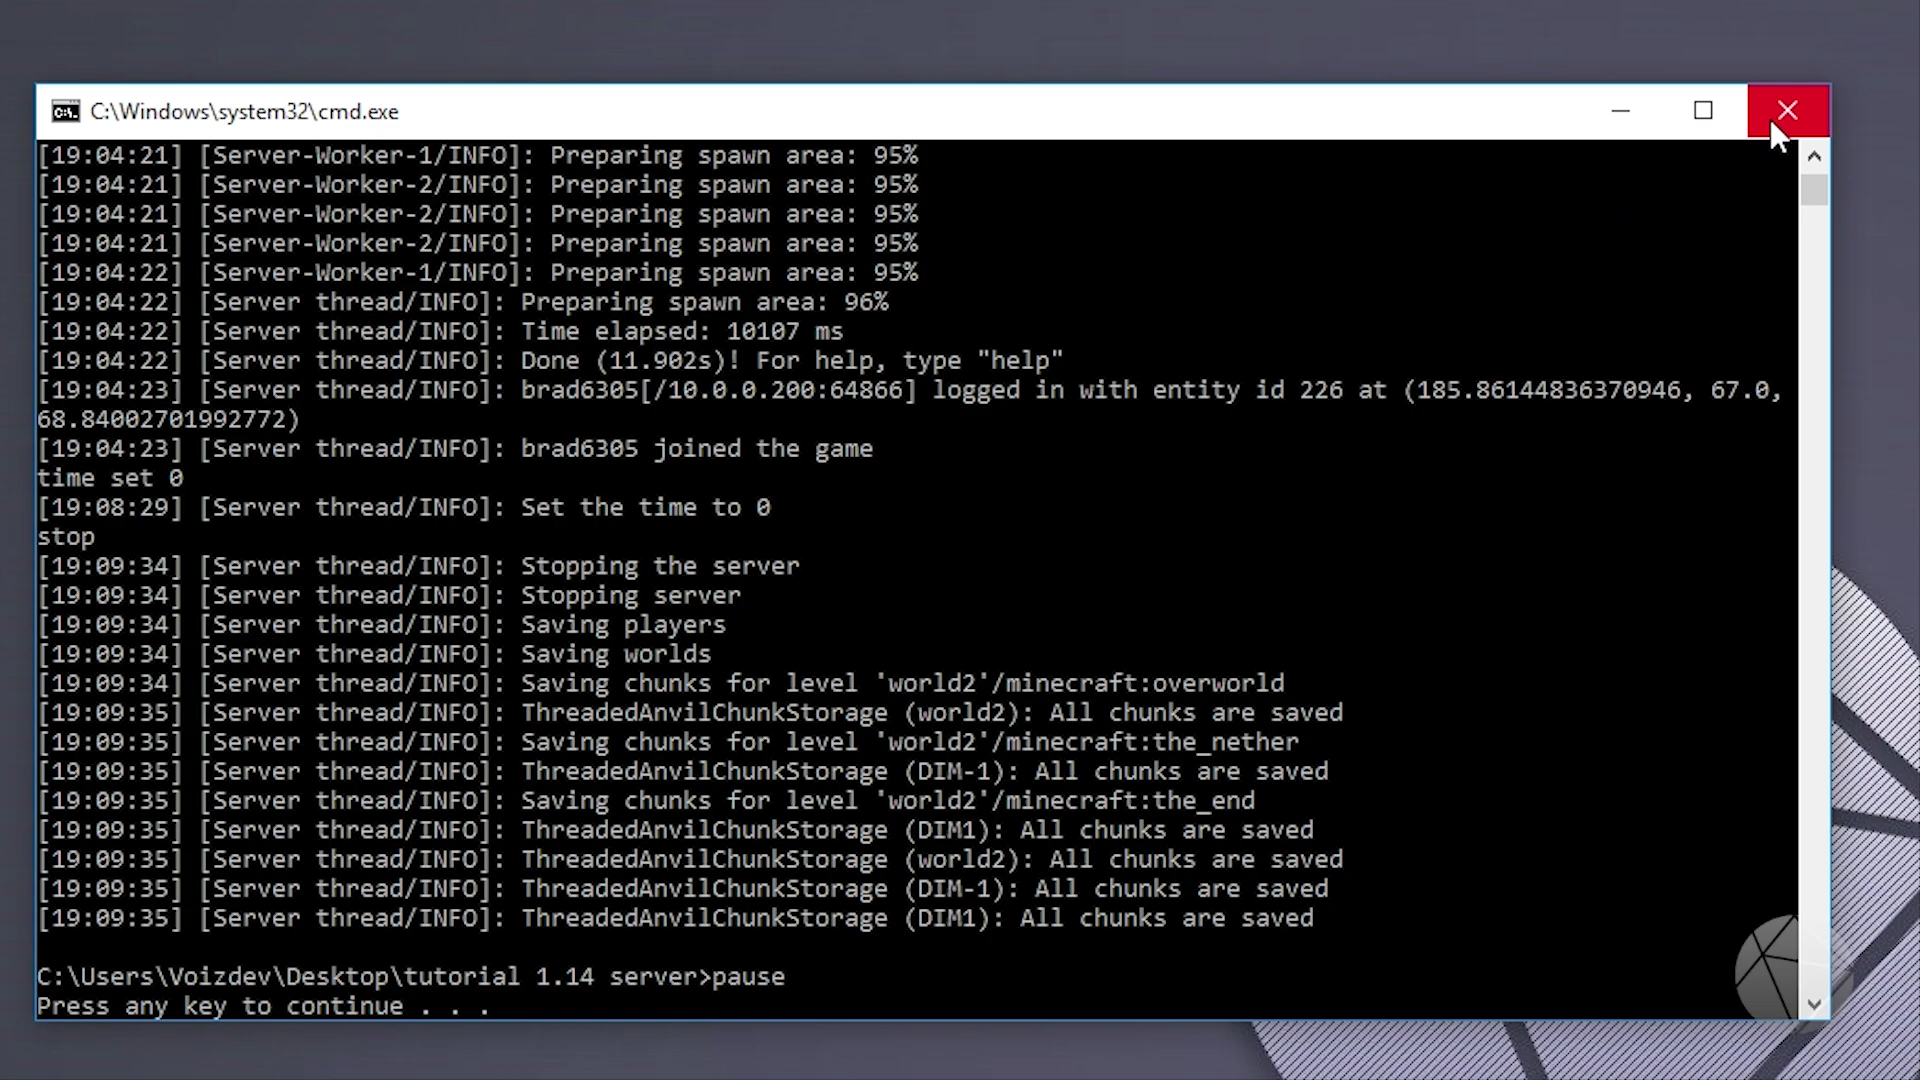 C:\Windows\system32\cmd.exe
[19:04:21] [Server-Worker-1/INFO]: Preparing spawn area: 95%
[19:04:21] [Server-Worker-2/INFO]: Preparing spawn area: 95%
[19:04:21] [Server-Worker-2/INFO]: Preparing spawn area: 95%
[19:04:21] [Server-Worker-2/INFO]: Preparing spawn area: 95%
[19:04:22] [Server-Worker-1/INFO]: Preparing spawn area: 95%
[19:04:22] [Server thread/INFO]: Preparing spawn area: 96%
[19:04:22] [Server thread/INFO]: Time elapsed: 10107 ms
[19:04:22] [Server thread/INFO]: Done (11.902s)! For help, type "help"
[19:04:23] [Server thread/INFO]: brad6305[/10.0.0.200:64866] logged in with entity id 226 at (185.86144836370946, 67.0,
68.84002701992772)
[19:04:23] [Server thread/INFO]: brad6305 joined the game
time set 0
[19:08:29] [Server thread/INFO]: Set the time to 0
stop
[19:09:34] [Server thread/INFO]: Stopping the server
[19:09:34] [Server thread/INFO]: Stopping server
[19:09:34] [Server thread/INFO]: Saving players
[19:09:34] [Server thread/INFO]: Saving worlds
[19:09:34] [Server thread/INFO]: Saving chunks for level 'world2'/minecraft:overworld
[19:09:35] [Server thread/INFO]: ThreadedAnvilChunkStorage (world2): All chunks are saved
[19:09:35] [Server thread/INFO]: Saving chunks for level 'world2'/minecraft:the_nether
[19:09:35] [Server thread/INFO]: ThreadedAnvilChunkStorage (DIM-1): All chunks are saved
[19:09:35] [Server thread/INFO]: Saving chunks for level 'world2'/minecraft:the_end
[19:09:35] [Server thread/INFO]: ThreadedAnvilChunkStorage (DIM1): All chunks are saved
[19:09:35] [Server thread/INFO]: ThreadedAnvilChunkStorage (world2): All chunks are saved
[19:09:35] [Server thread/INFO]: ThreadedAnvilChunkStorage (DIM-1): All chunks are saved
[19:09:35] [Server thread/INFO]: ThreadedAnvilChunkStorage (DIM1): All chunks are saved
C:\Users\Voizdev\Desktop\tutorial 1.14 server>pause
Press any key to continue . . .